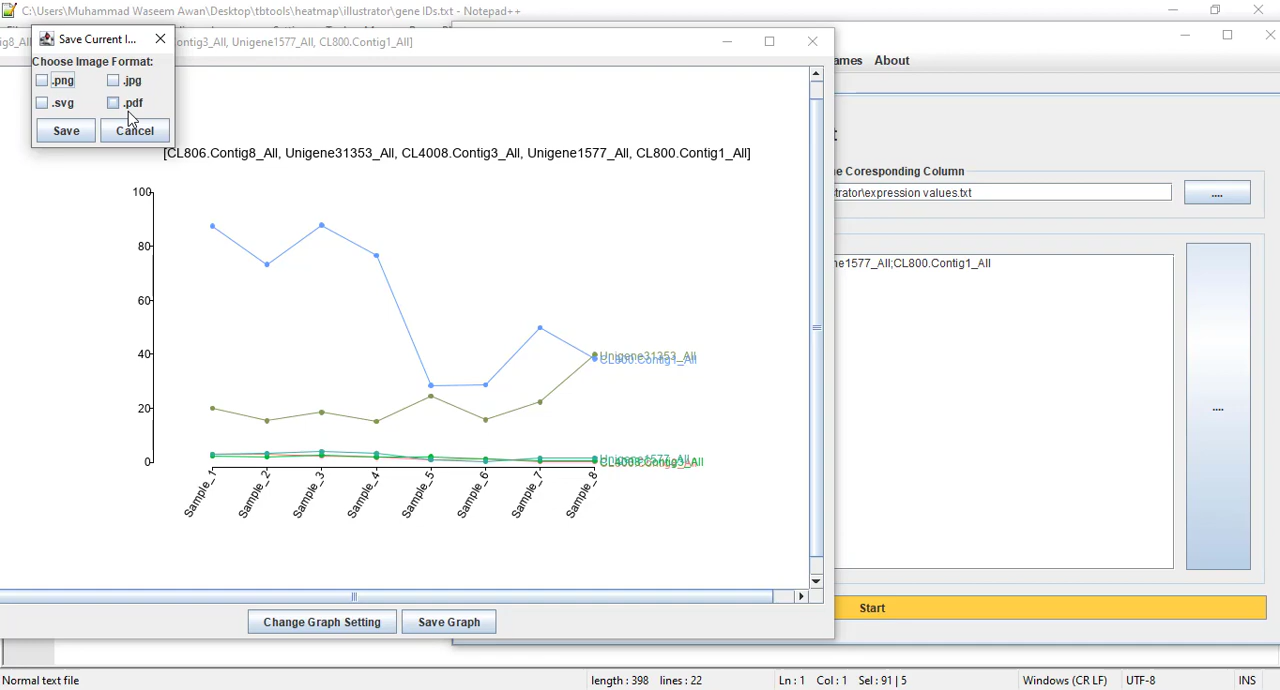 C:\Users\Muhammad Waseem Awan\Desktop\tbtools\heatmap\illustrator\gene IDs.txt - Notepad++
Save Current I...
ontig3_All, Unigene1577_All, CL800.Contig1_All]
Choose Image Format:
.png
.jpg
.svg
.pdf
Save
Cancel
ames
About
[CL806.Contig8_All, Unigene31353_All, CL4008.Contig3_All, Unigene1577_All, CL800.Contig1_All]
100
80
60
40
20
0
Unigene31353_All
CL800.Contig1_All
Unigene1577_All
CL4008.Contig3_All
Sample_1
Sample_2
Sample_3
Sample_4
Sample_5
Sample_6
Sample_7
Sample_8
Change Graph Setting
Save Graph
e Coresponding Column
trator\expression values.txt
....
ne1577_All;CL800.Contig1_All
....
Start
Normal text file
length : 398 lines : 22
Ln : 1 Col : 1 Sel : 91 | 5
Windows (CR LF)
UTF-8
INS